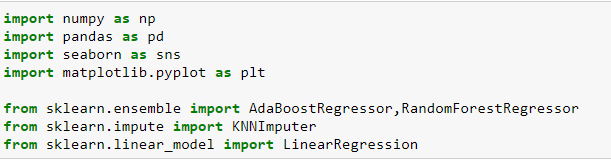 import numpy as np
import pandas as pd
import seaborn as sns
import matplotlib.pyplot as plt
from sklearn.ensemble import AdaBoostRegressor,RandomForestRegressor
from sklearn.impute import KNNImputer
from sklearn.linear_model import LinearRegression